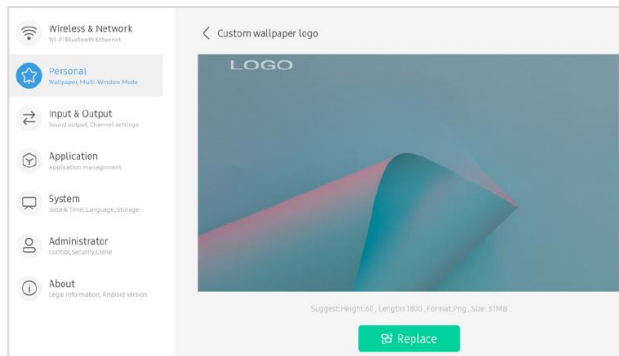 Wireless & Network
Wi-Fi Bluetooth Ethernet
Personal
Wallpaper, Multi-Window Mode
Input & Output
Sound output, Channel settings
Application
Application management
System
Date & Time, Language, Storage
Administrator
Control, Security, Clone
About
Legal information, Android version
Custom wallpaper logo
LOGO
Suggest: Height:60, Length≤1800, Format:Png, Size: ≤1MB
Replace